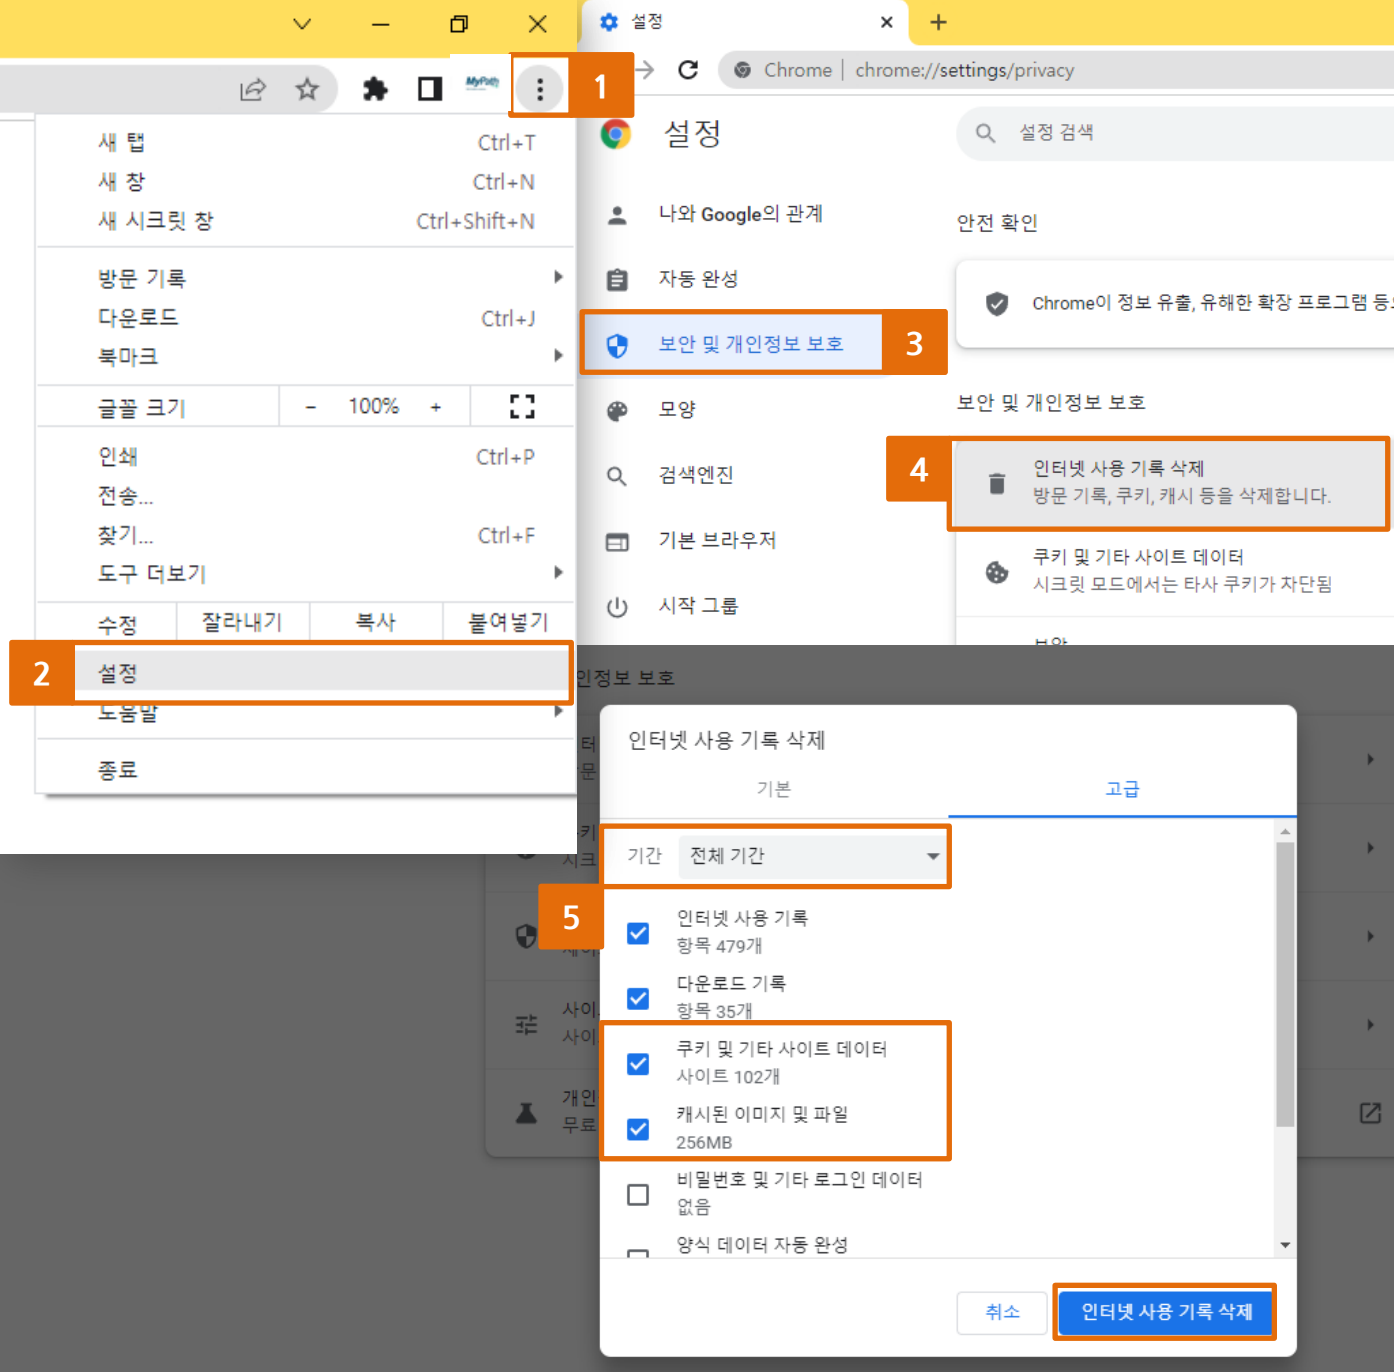 MyPath
1
새 탭 Ctrl+T
새 창 Ctrl+N
새 시크릿 창 Ctrl+Shift+N
방문 기록
다운로드 Ctrl+J
북마크
글꼴 크기 - 100% +
인쇄 Ctrl+P
전송...
찾기... Ctrl+F
도구 더보기
수정 잘라내기 복사 붙여넣기
2 설정
도움말
종료
설정
Chrome | chrome://settings/privacy
설정
설정 검색
나와 Google의 관계
자동 완성
보안 및 개인정보 보호 3
모양
검색엔진
기본 브라우저
시작 그룹
안전 확인
Chrome이 정보 유출, 유해한 확장 프로그램 등
보안 및 개인정보 보호
4
인터넷 사용 기록 삭제
방문 기록, 쿠키, 캐시 등을 삭제합니다.
쿠키 및 기타 사이트 데이터
시크릿 모드에서는 타사 쿠키가 차단됨
보안
인정보 보호
터
문
키
시크
사이
사이
개인
무료
인터넷 사용 기록 삭제
기본 고급
기간 전체 기간
5
인터넷 사용 기록
항목 479개
다운로드 기록
항목 35개
쿠키 및 기타 사이트 데이터
사이트 102개
캐시된 이미지 및 파일
256MB
비밀번호 및 기타 로그인 데이터
없음
양식 데이터 자동 완성
취소 인터넷 사용 기록 삭제